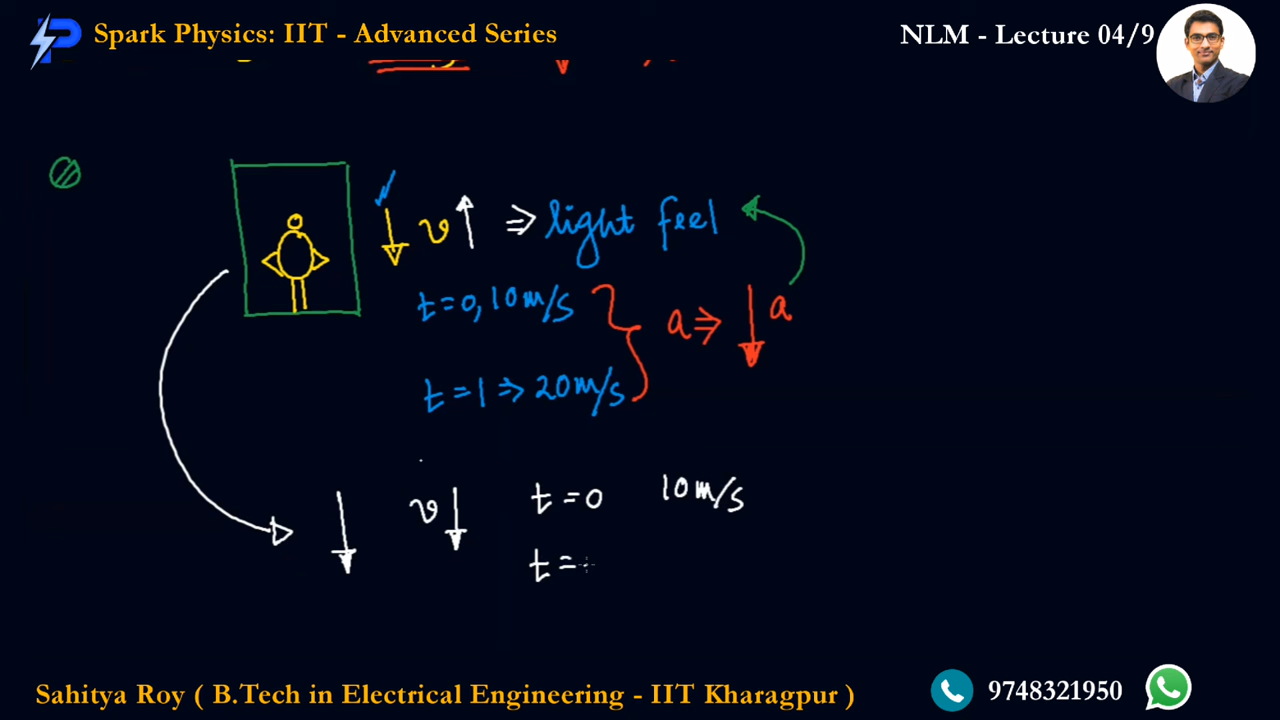 Spark Physics: IIT - Advanced Series
NLM - Lecture 04/9
↓ v↑ ⇒ light feel
t=0, 10m/s
a⇒ ↓a
t=1⇒20m/s
↓ v↓ t=0 10m/s
t=
Sahitya Roy ( B.Tech in Electrical Engineering - IIT Kharagpur )
9748321950